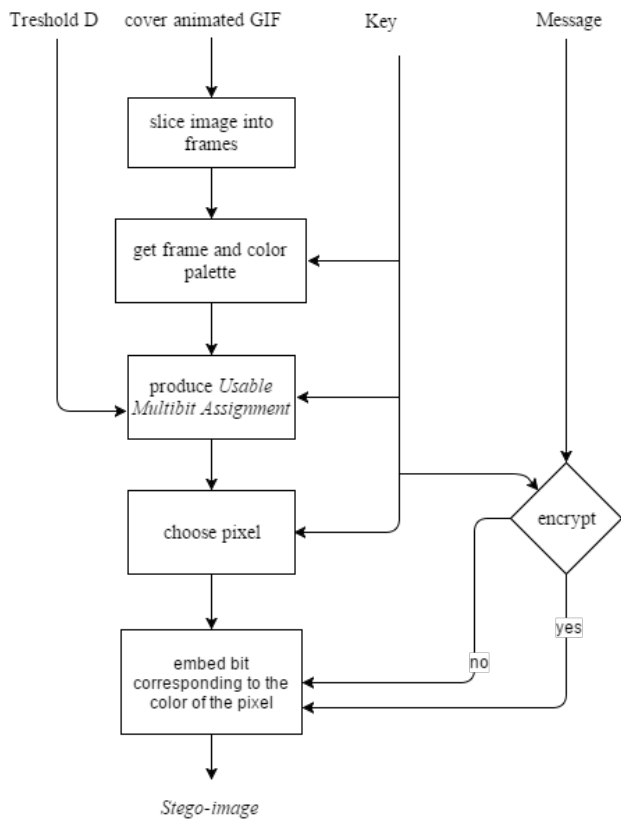 Treshold D
cover animated GIF
Key
Message
slice image into
frames
get frame and color
palette
produce Usable
Multibit Assignment
choose pixel
encrypt
yes
no
embed bit
corresponding to the
color of the pixel
Stego-image